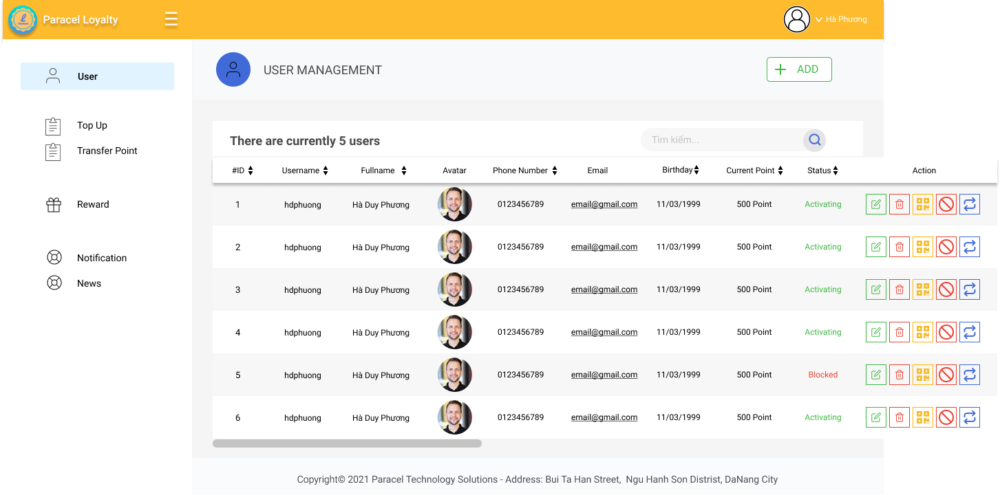 Paracel Loyalty
Hà Phương
User
USER MANAGEMENT
ADD
Top Up
Transfer Point
Reward
Notification
News
There are currently 5 users
Tìm kiếm...
#ID Username Fullname Avatar Phone Number Email Birthday Current Point Status Action
1 hdphuong Hà Duy Phương 0123456789 email@gmail.com 11/03/1999 500 Point Activating
2 hdphuong Hà Duy Phương 0123456789 email@gmail.com 11/03/1999 500 Point Activating
3 hdphuong Hà Duy Phương 0123456789 email@gmail.com 11/03/1999 500 Point Activating
4 hdphuong Hà Duy Phương 0123456789 email@gmail.com 11/03/1999 500 Point Activating
5 hdphuong Hà Duy Phương 0123456789 email@gmail.com 11/03/1999 500 Point Blocked
6 hdphuong Hà Duy Phương 0123456789 email@gmail.com 11/03/1999 500 Point Activating
Copyright© 2021 Paracel Technology Solutions - Address: Bui Ta Han Street, Ngu Hanh Son Distrist, DaNang City